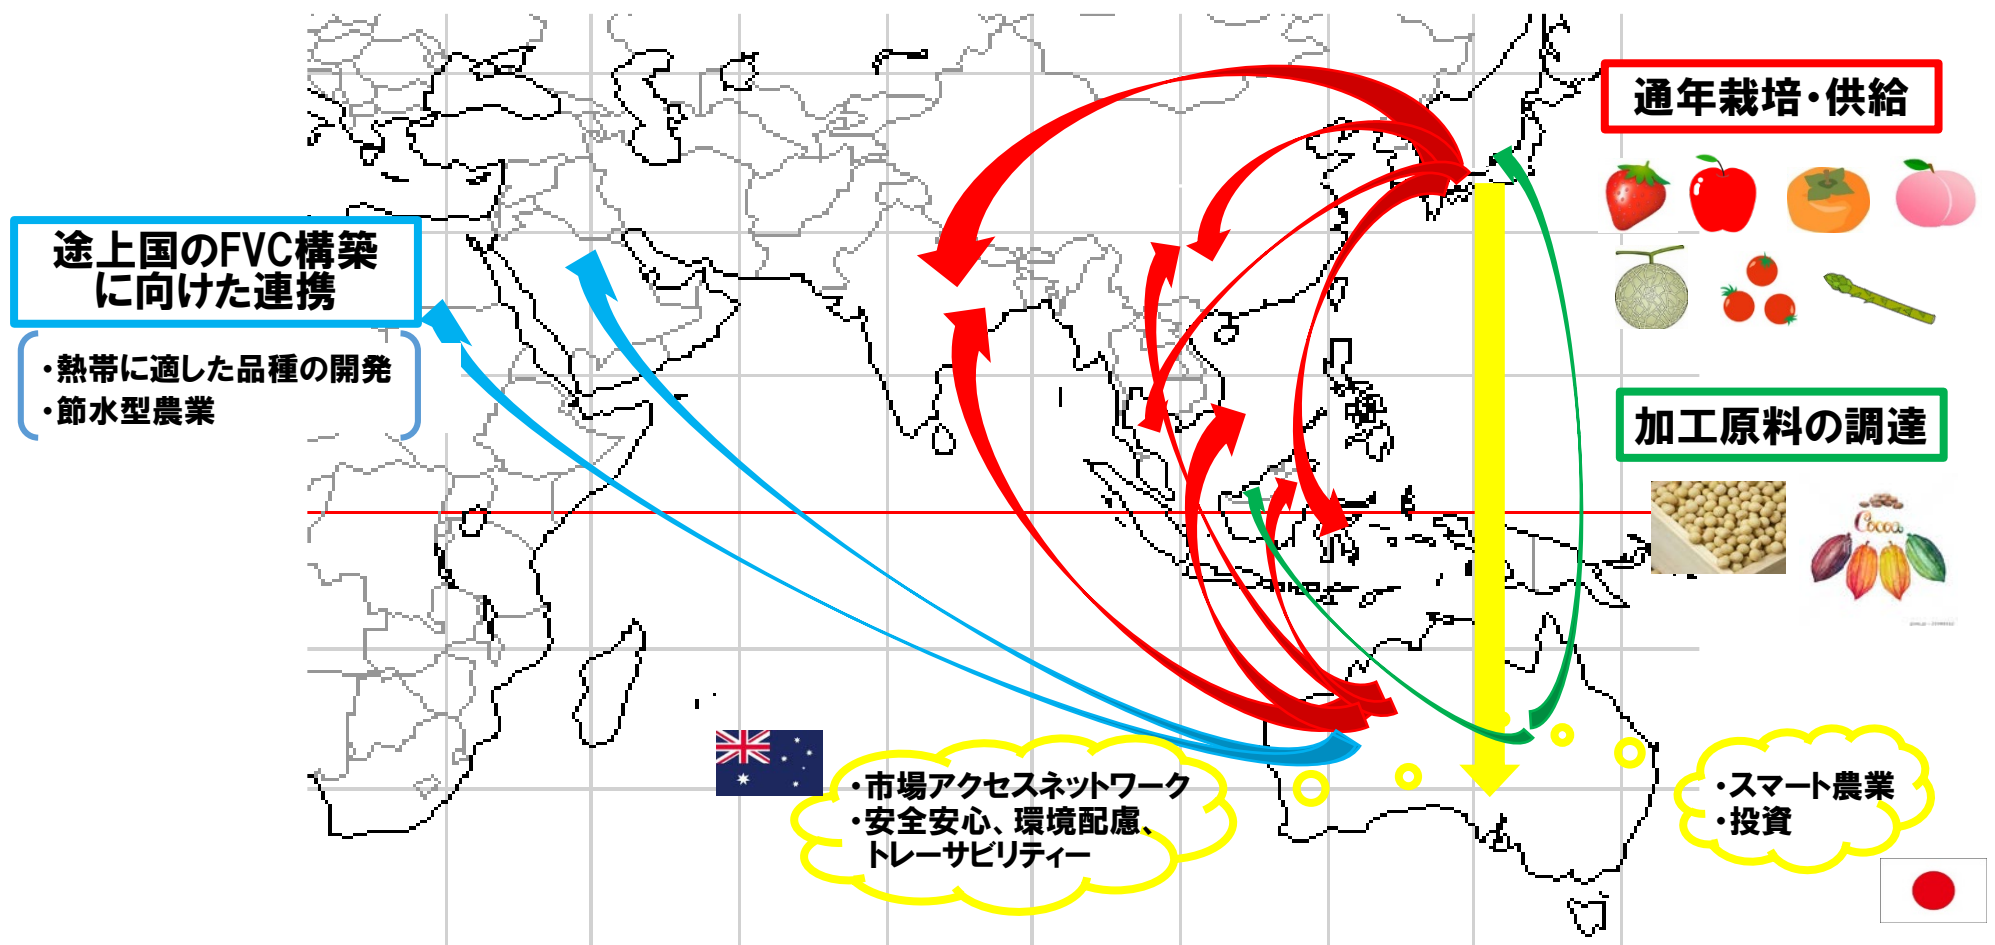 通年栽培・供給
途上国のFVC構築
に向けた連携
・熱帯に適した品種の開発
・節水型農業
加工原料の調達
Cocoa
・市場アクセスネットワーク
・安全安心、環境配慮、
トレーサビリティー
・スマート農業
・投資